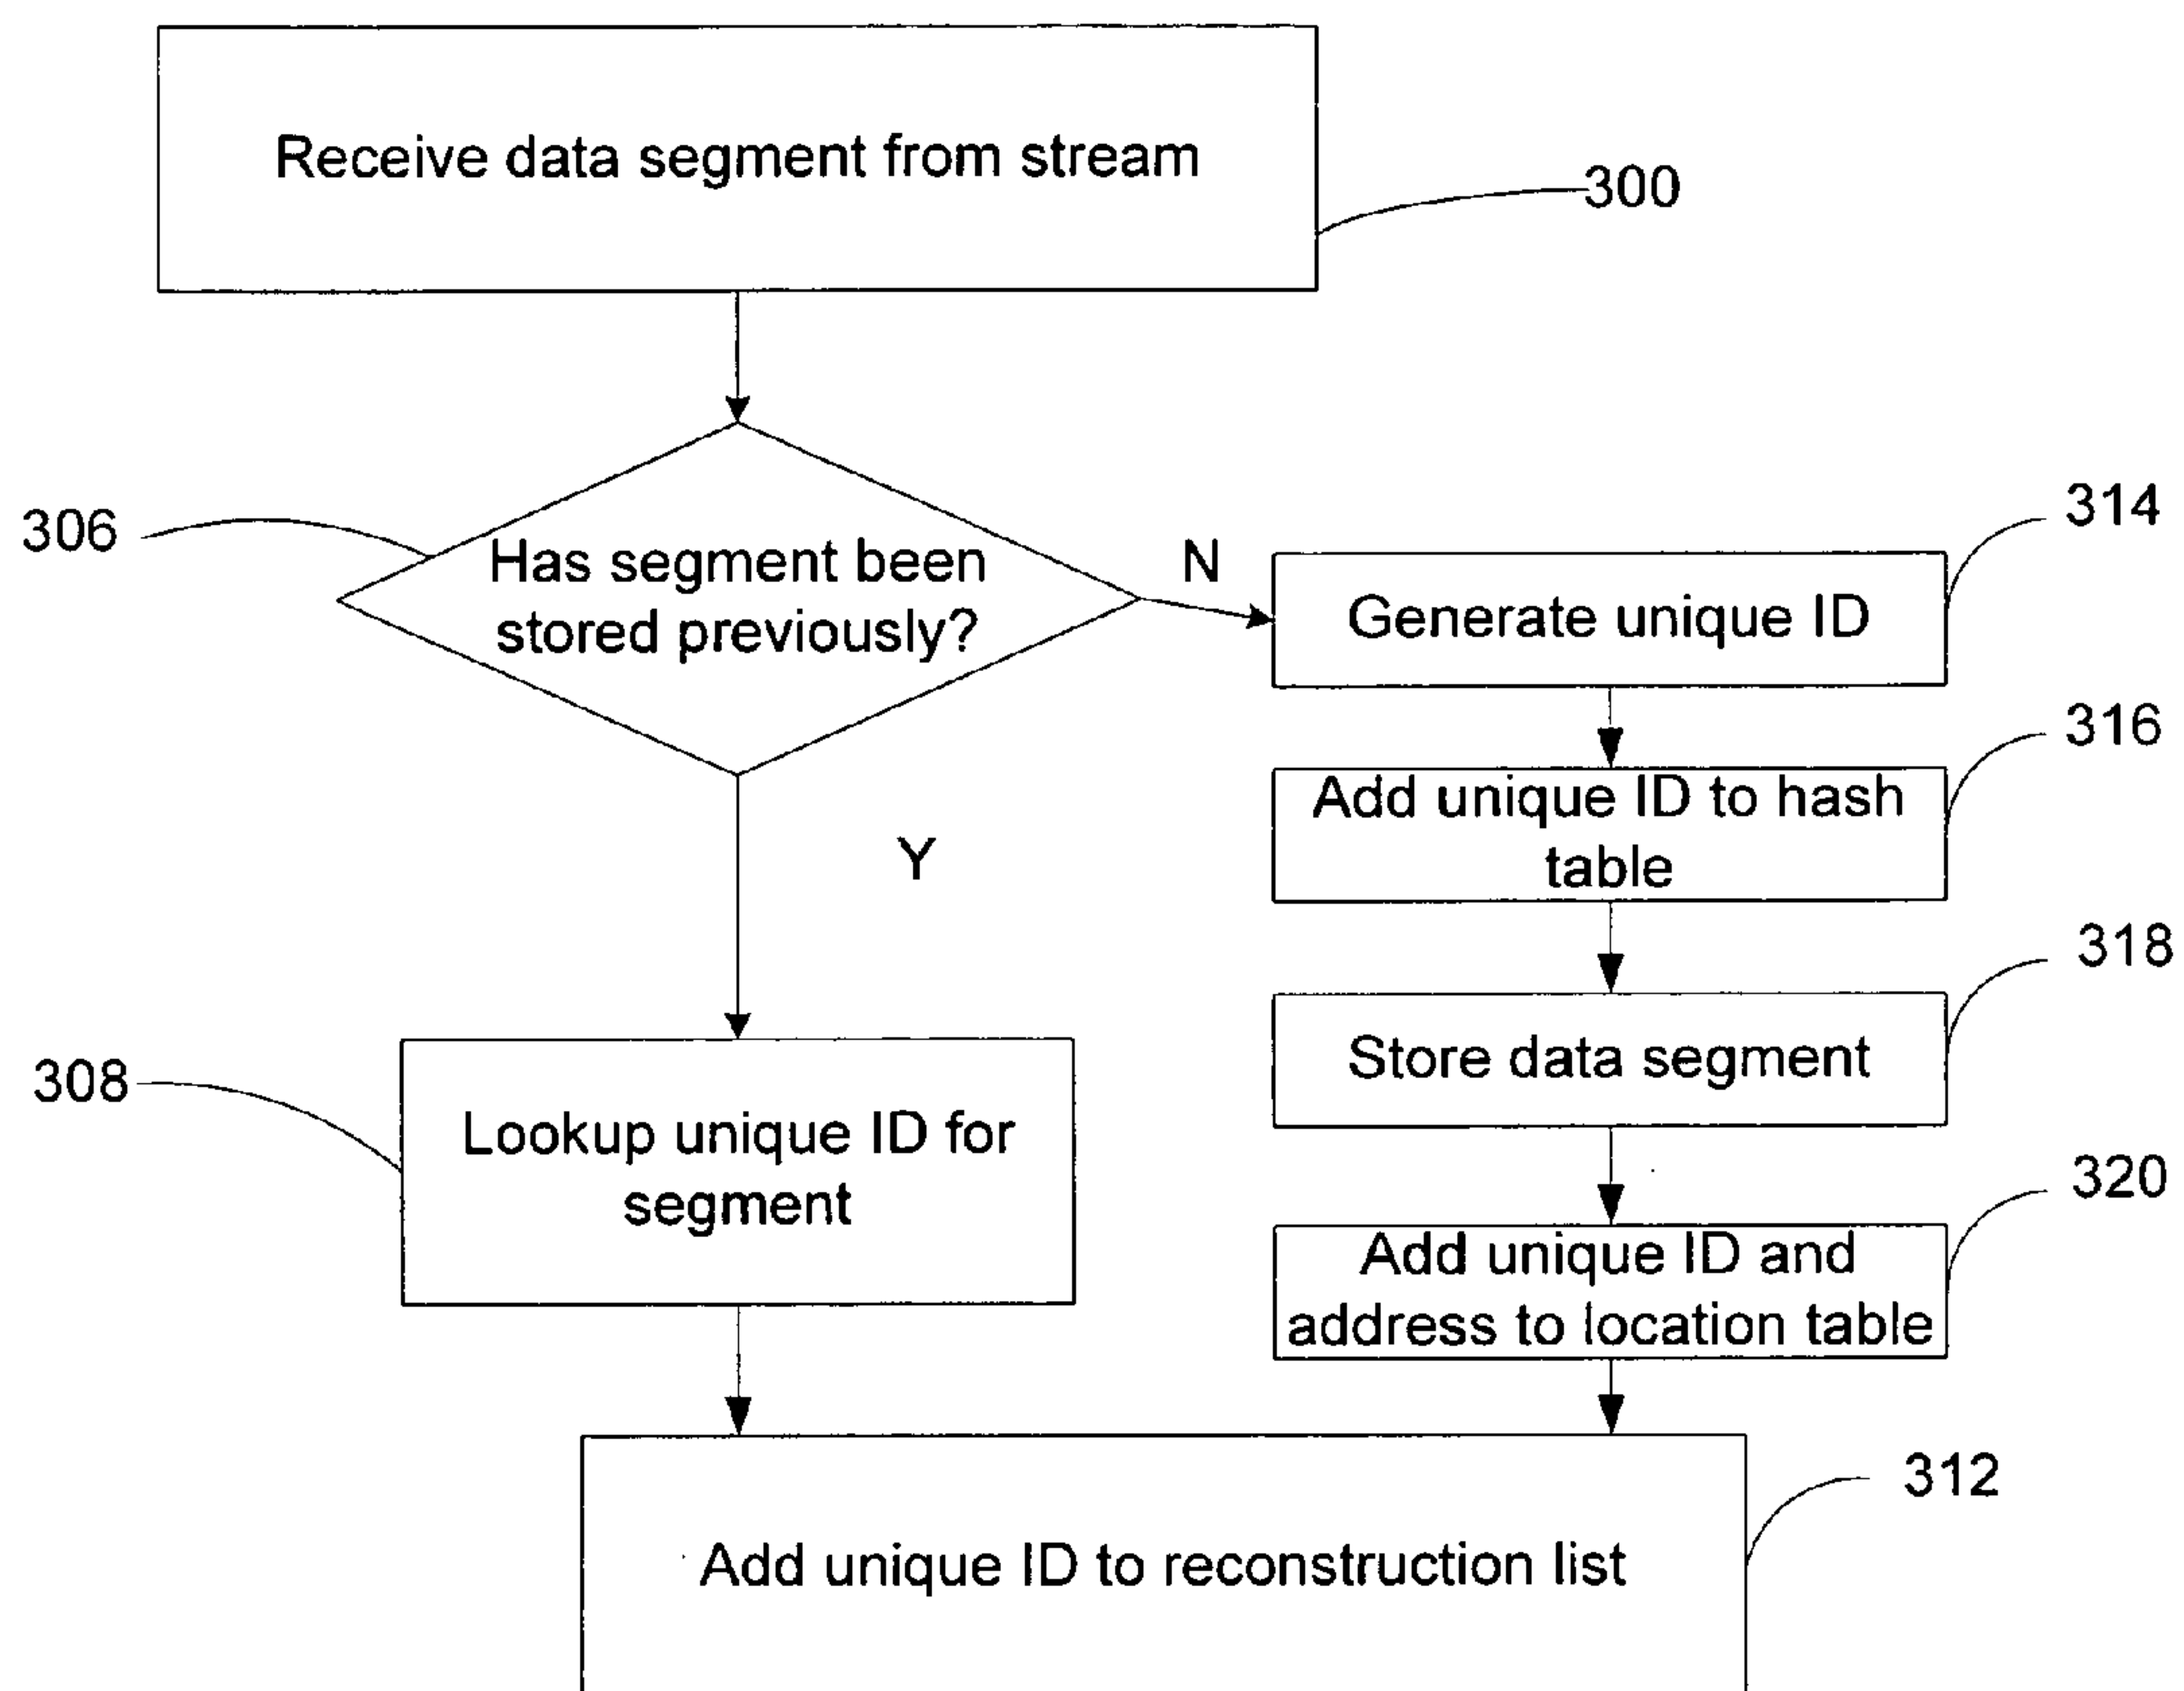 Receive data segment from stream
300
306
Has segment been
stored previously?
N
314
Generate unique ID
316
Add unique ID to hash
table
Y
318
Store data segment
308
Lookup unique ID for
segment
320
Add unique ID and
address to location table
312
Add unique ID to reconstruction list